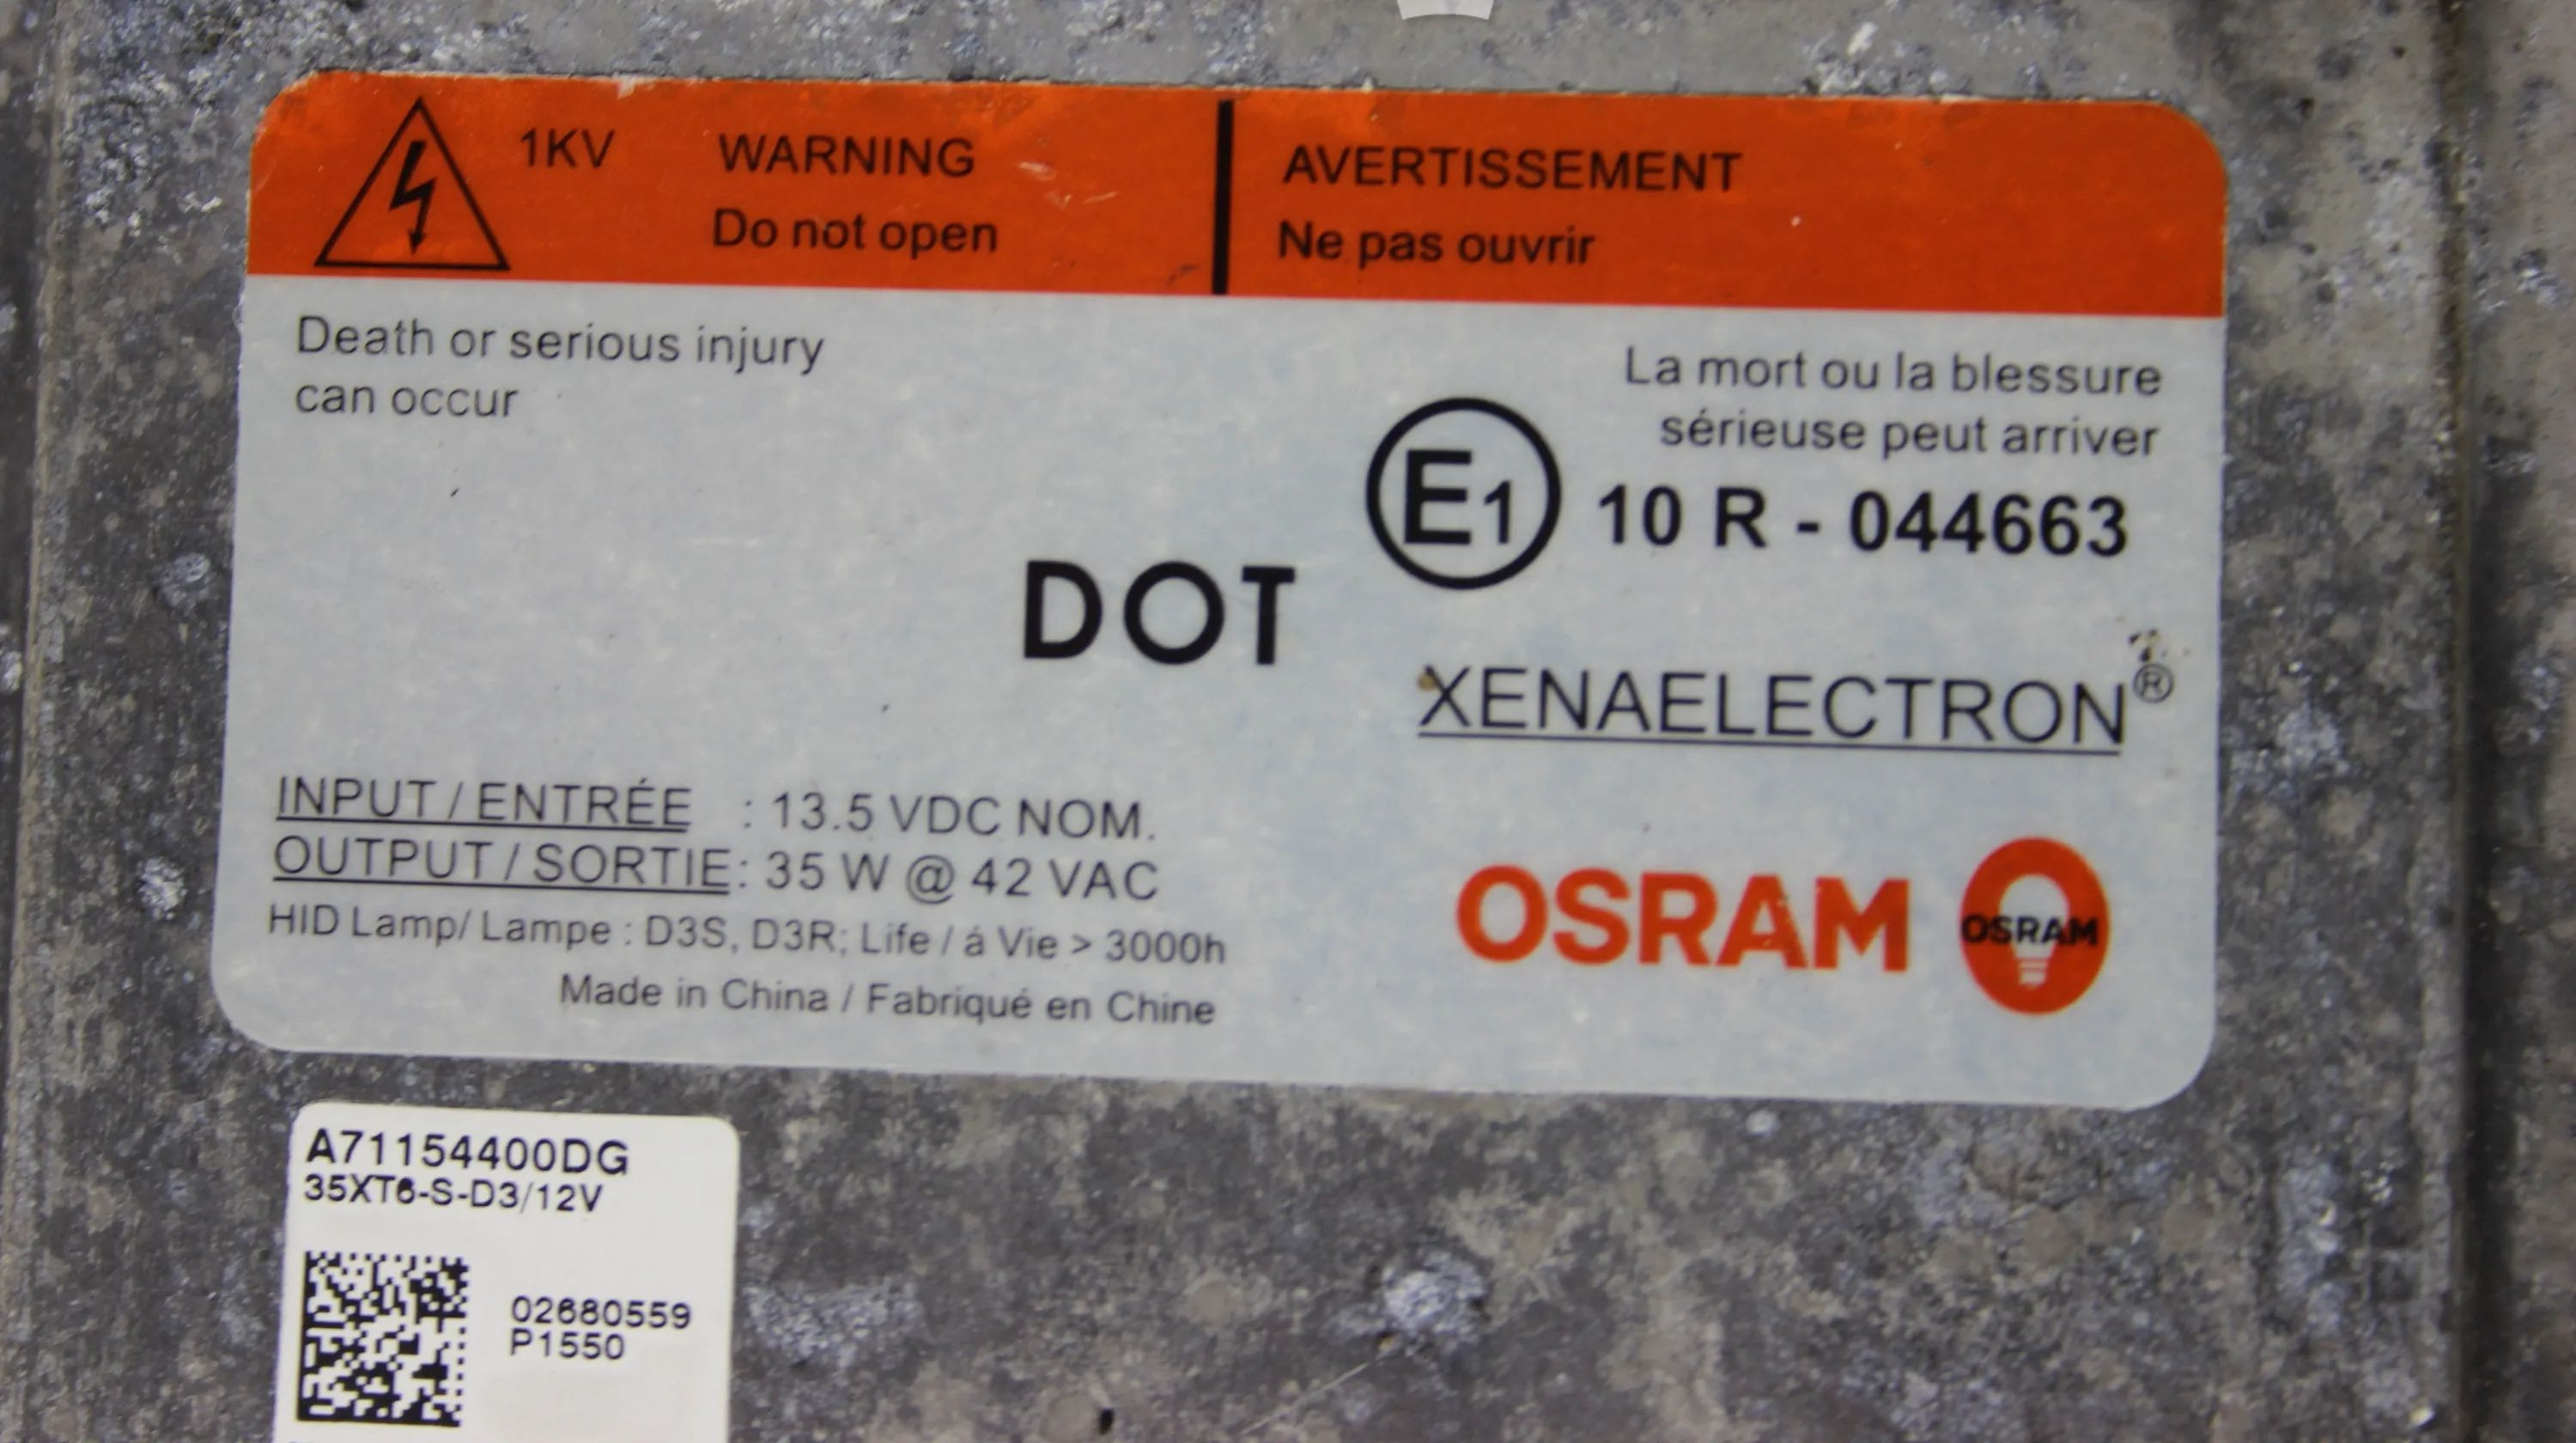 1KV WARNING AVERTISSEMENT
Do not open Ne pas ouvrir
Death or serious injury
can occur
La mort ou la blessure
sérieuse peut arriver
E1 10 R - 044663
DOT
XENAELECTRON®
INPUT / ENTRÉE : 13.5 VDC NOM.
OUTPUT / SORTIE : 35 W @ 42 VAC
HID Lamp/ Lampe : D3S, D3R; Life / á Vie > 3000h
Made in China / Fabriqué en Chine
OSRAM OSRAM
A71154400DG
35XT6-S-D3/12V
02680559
P1550